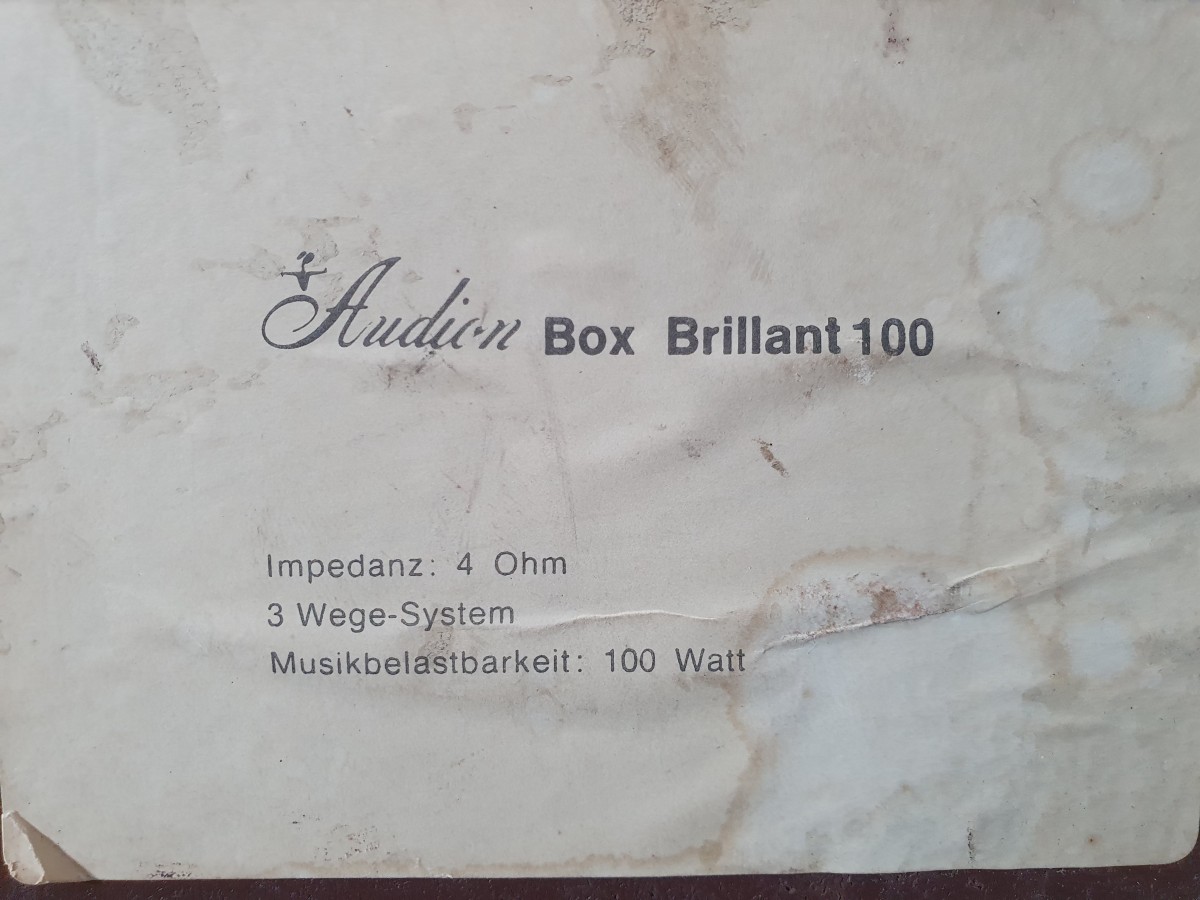 Audion Box Brillant 100
Impedanz: 4 Ohm
3 Wege-System
Musikbelastbarkeit: 100 Watt